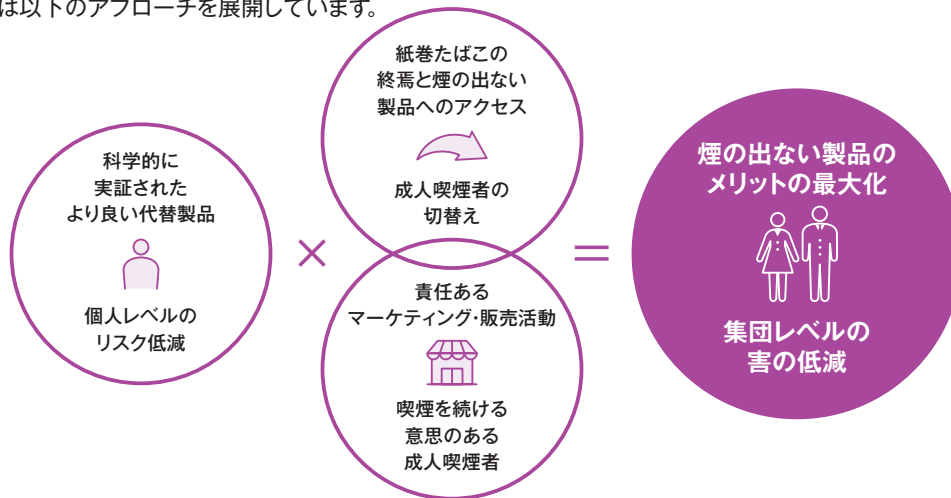 は以下のアプローチを展開しています。
科学的に
実証された
より良い代替製品
個人レベルの
リスク低減
×
紙巻たばこの
終焉と煙の出ない
製品へのアクセス
成人喫煙者の
切替え
責任ある
マーケティング・販売活動
喫煙を続ける
意思のある
成人喫煙者
=
煙の出ない製品の
メリットの最大化
集団レベルの
害の低減